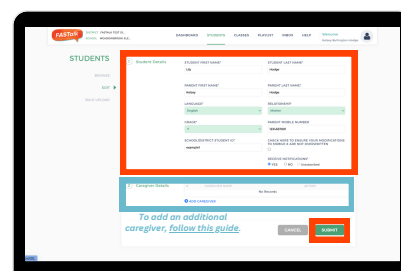 FASTalk
DASHBOARD STUDENTS CLASSES PLAYLIST INBOX HELP
Welcome
STUDENTS
EDIT
Student Details
STUDENT FIRST NAME*
STUDENT LAST NAME*
Lily
Hodge
PARENT FIRST NAME*
PARENT LAST NAME*
Hodge
LANGUAGE*
RELATIONSHIP*
English
Mother
GRADE*
PARENT MOBILE NUMBER
SCHOOL/DISTRICT STUDENT ID*
CHECK HERE TO ENSURE YOUR MODIFICATIONS
TO MOBILE # ARE NOT OVERWRITTEN
RECEIVE NOTIFICATIONS*
YES NO Unsubscribed
Caregiver Details
No Records
ADD CAREGIVER
To add an additional
caregiver, follow this guide.
CANCEL
SUBMIT